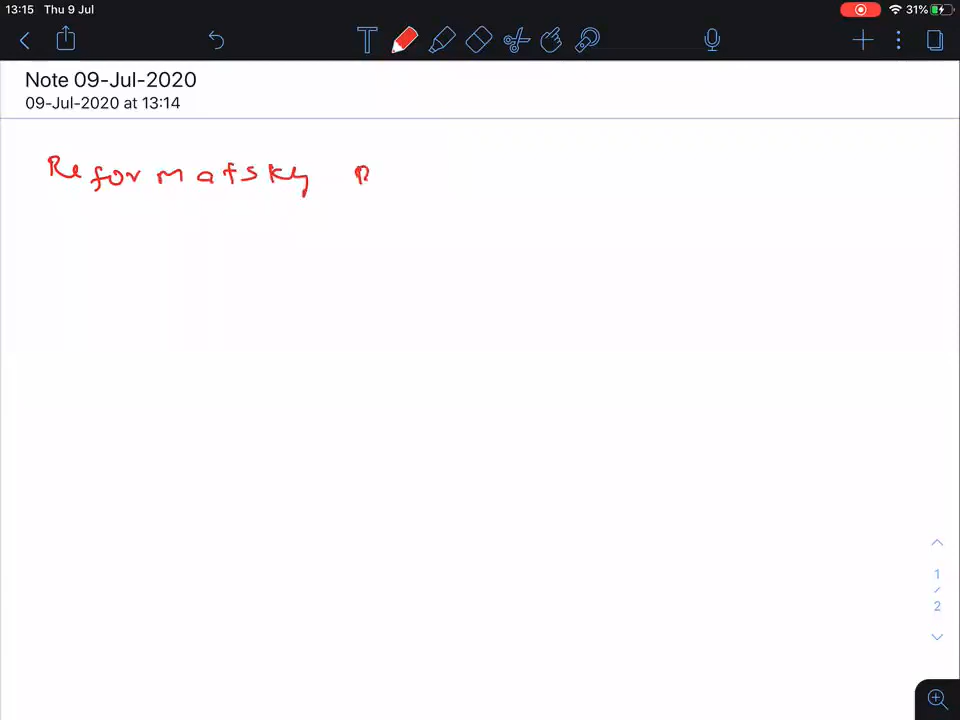 13:15 Thu 9 Jul 31%
Note 09-Jul-2020
09-Jul-2020 at 13:14
Reformatsky R
1
/
2